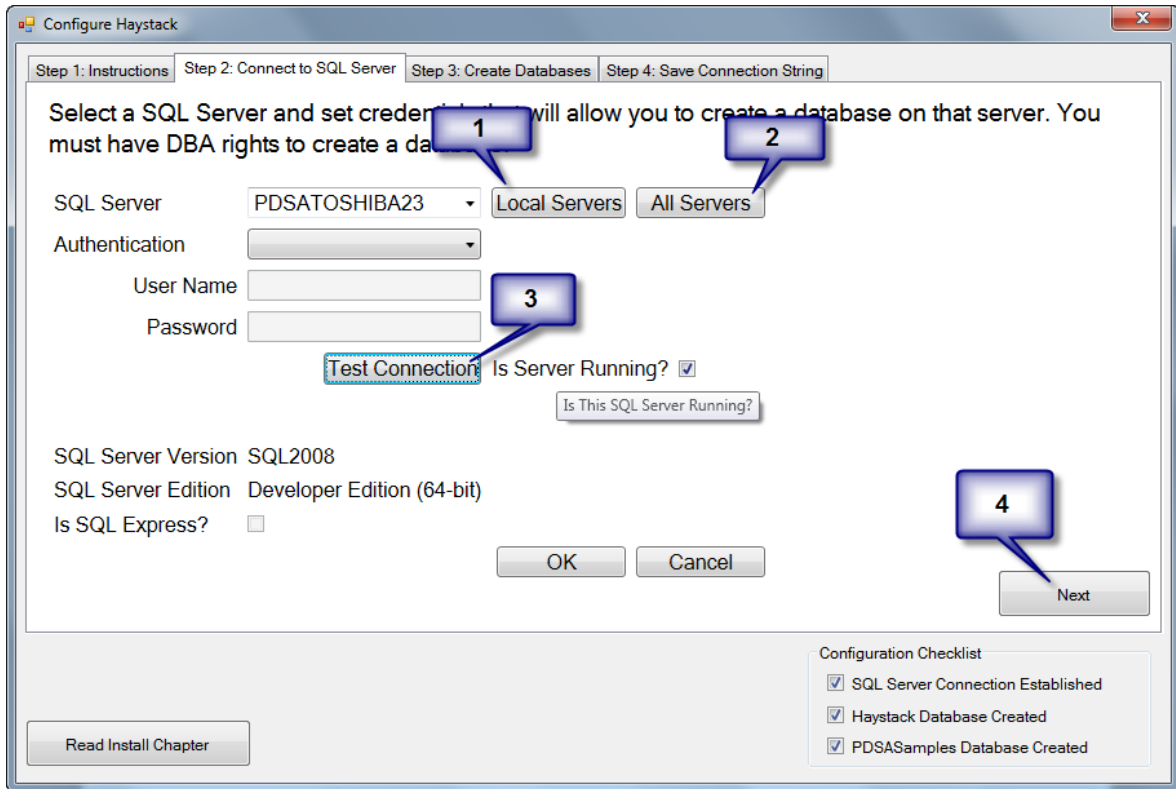 Configure Haystack
Step 1: Instructions
Step 2: Connect to SQL Server
Step 3: Create Databases
Step 4: Save Connection String
Select a SQL Server and set will allow you to create a database on that server. You
must have DBA rights to create a
1
2
SQL Server
PDSATOSHIBA23
Local Servers
All Servers
Authentication
User Name
Password
3
Test Connection
Is Server Running?
Is This SQL Server Running?
SQL Server Version
SQL2008
SQL Server Edition
Developer Edition (64-bit)
Is SQL Express?
4
OK
Cancel
Next
Configuration Checklist
SQL Server Connection Established
Haystack Database Created
PDSASamples Database Created
Read Install Chapter